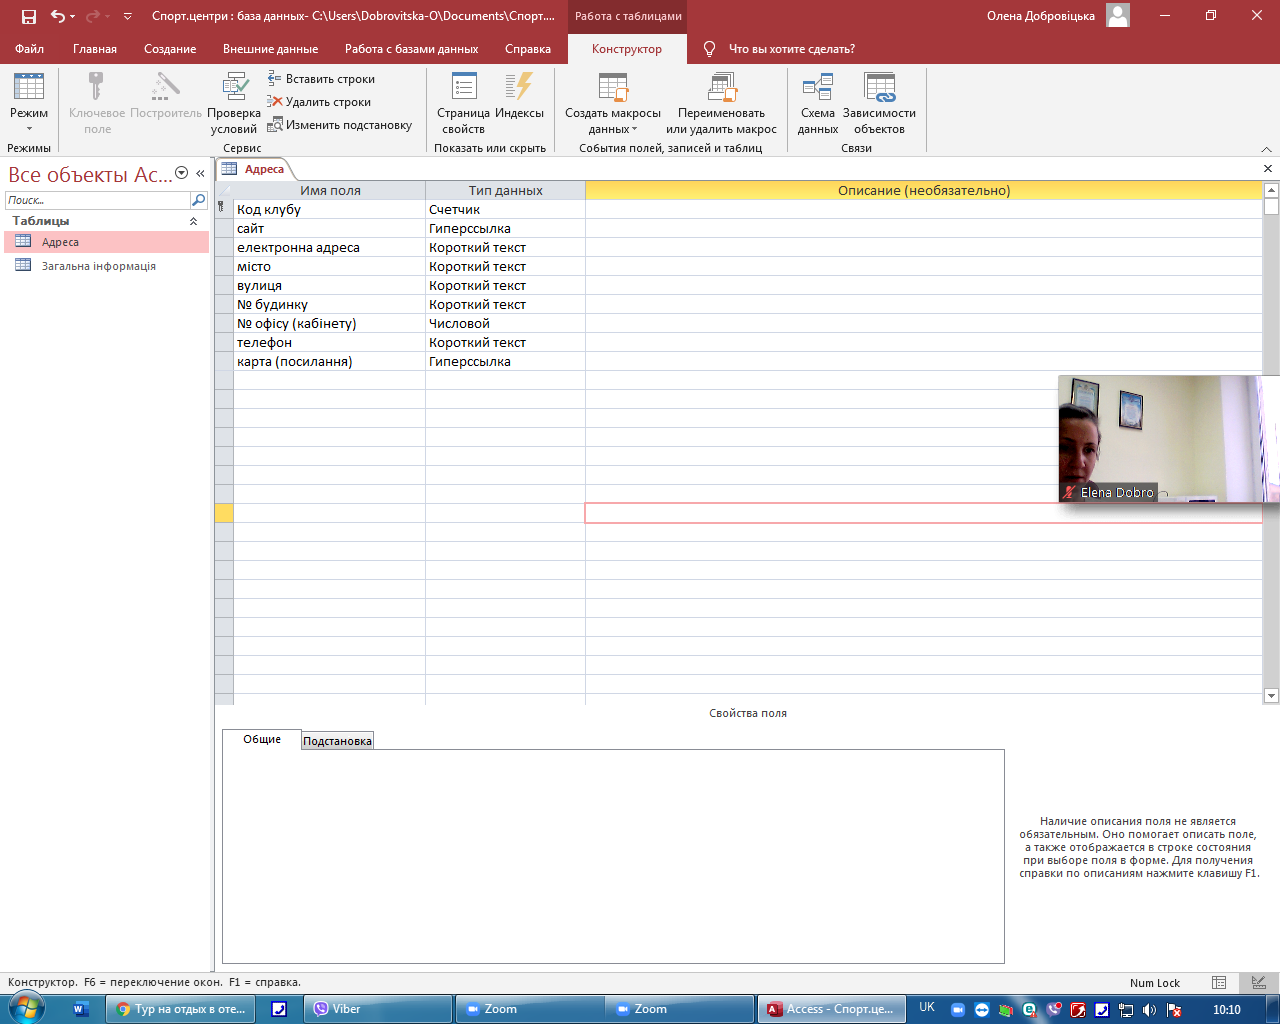 Спорт.центри : база данных- C:\Users\Dobrovitska-O\Documents\Спорт....
Работа с таблицами
Олена Добровіцька
Файл Главная Создание Внешние данные Работа с базами данных Справка Конструктор Что вы хотите сделать?
Режим
Режимы
Ключевое поле
Построитель
Проверка условий
Вставить строки
Удалить строки
Изменить подстановку
Сервис
Страница свойств
Индексы
Показать или скрыть
Создать макросы данных
Переименовать или удалить макрос
События полей, записей и таблиц
Схема данных
Зависимости объектов
Связи
Все объекты Ac...
Поиск...
Таблицы
Адреса
Загальна інформація
Адреса
Имя поля Тип данных Описание (необязательно)
Код клубу Счетчик
сайт Гиперссылка
електронна адреса Короткий текст
місто Короткий текст
вулиця Короткий текст
№ будинку Короткий текст
№ офісу (кабінету) Числовой
телефон Короткий текст
карта (посилання) Гиперссылка
Elena Dobro
Свойства поля
Общие Подстановка
Наличие описания поля не является
обязательным. Оно помогает описать поле,
а также отображается в строке состояния
при выборе поля в форме. Для получения
справки по описаниям нажмите клавишу F1.
Конструктор. F6 = переключение окон. F1 = справка.
Num Lock
Тур на отдых в оте...
Viber
Zoom
Zoom
Access - Спорт.це...
UK
10:10